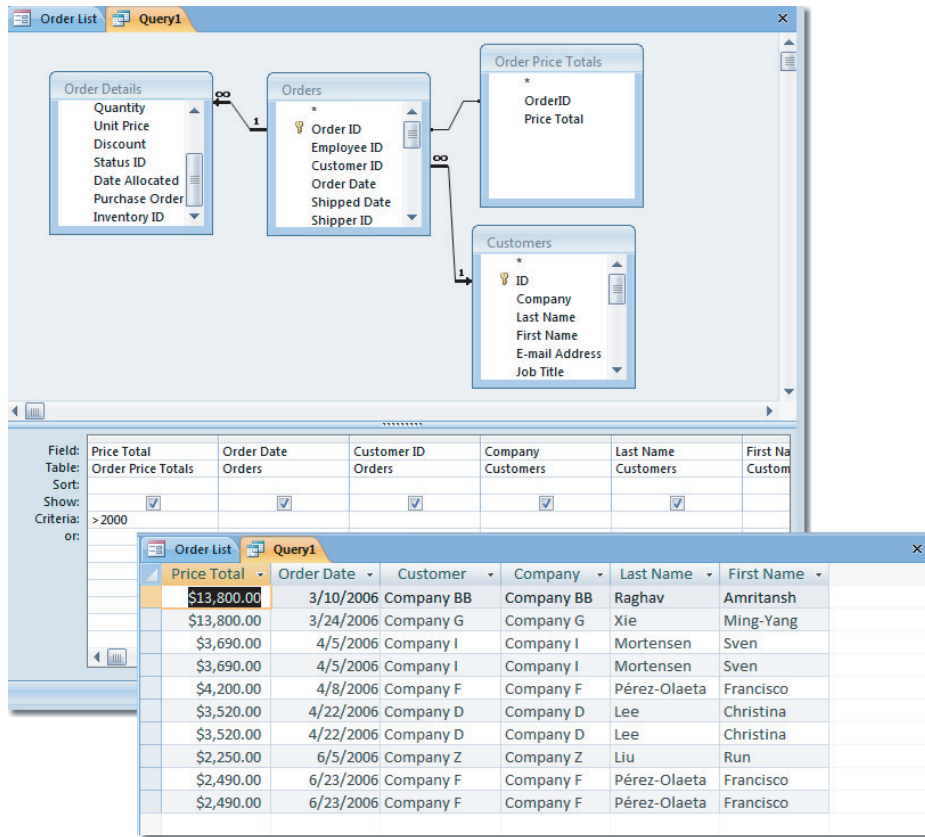 Order List Query1
Order Details
Quantity
Unit Price
Discount
Status ID
Date Allocated
Purchase Order
Inventory ID
∞
1
Orders
*
Order ID
Employee ID
Customer ID
Order Date
Shipped Date
Shipper ID
∞
1
Order Price Totals
*
OrderID
Price Total
Customers
*
ID
Company
Last Name
First Name
E-mail Address
Job Title
Field: Price Total Order Date Customer ID Company Last Name First Na
Table: Order Price Totals Orders Orders Customers Customers Custom
Sort:
Show:
Criteria: >2000
or:
Order List Query1
Price Total Order Date Customer Company Last Name First Name
$13,800.00 3/10/2006 Company BB Company BB Raghav Amritansh
$13,800.00 3/24/2006 Company G Company G Xie Ming-Yang
$3,690.00 4/5/2006 Company I Company I Mortensen Sven
$3,690.00 4/5/2006 Company I Company I Mortensen Sven
$4,200.00 4/8/2006 Company F Company F Pérez-Olaeta Francisco
$3,520.00 4/22/2006 Company D Company D Lee Christina
$3,520.00 4/22/2006 Company D Company D Lee Christina
$2,250.00 6/5/2006 Company Z Company Z Liu Run
$2,490.00 6/23/2006 Company F Company F Pérez-Olaeta Francisco
$2,490.00 6/23/2006 Company F Company F Pérez-Olaeta Francisco